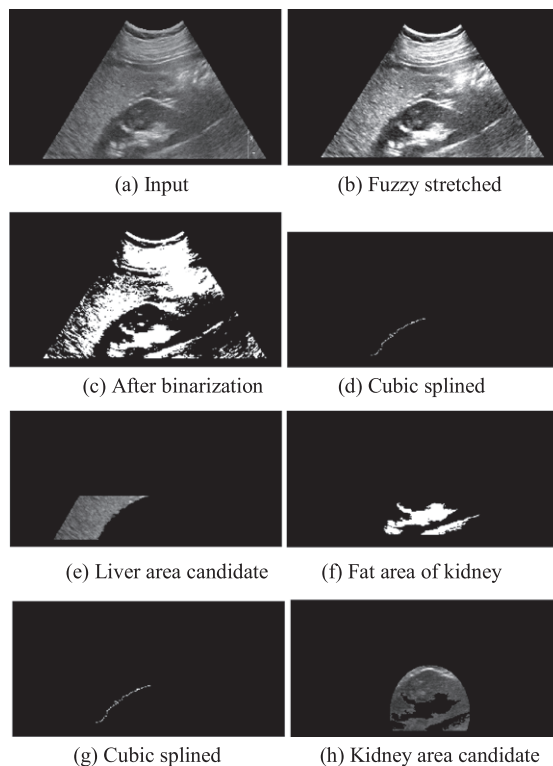 (a) Input
(b) Fuzzy stretched
(c) After binarization
(d) Cubic splined
(e) Liver area candidate
(f) Fat area of kidney
(g) Cubic splined
(h) Kidney area candidate